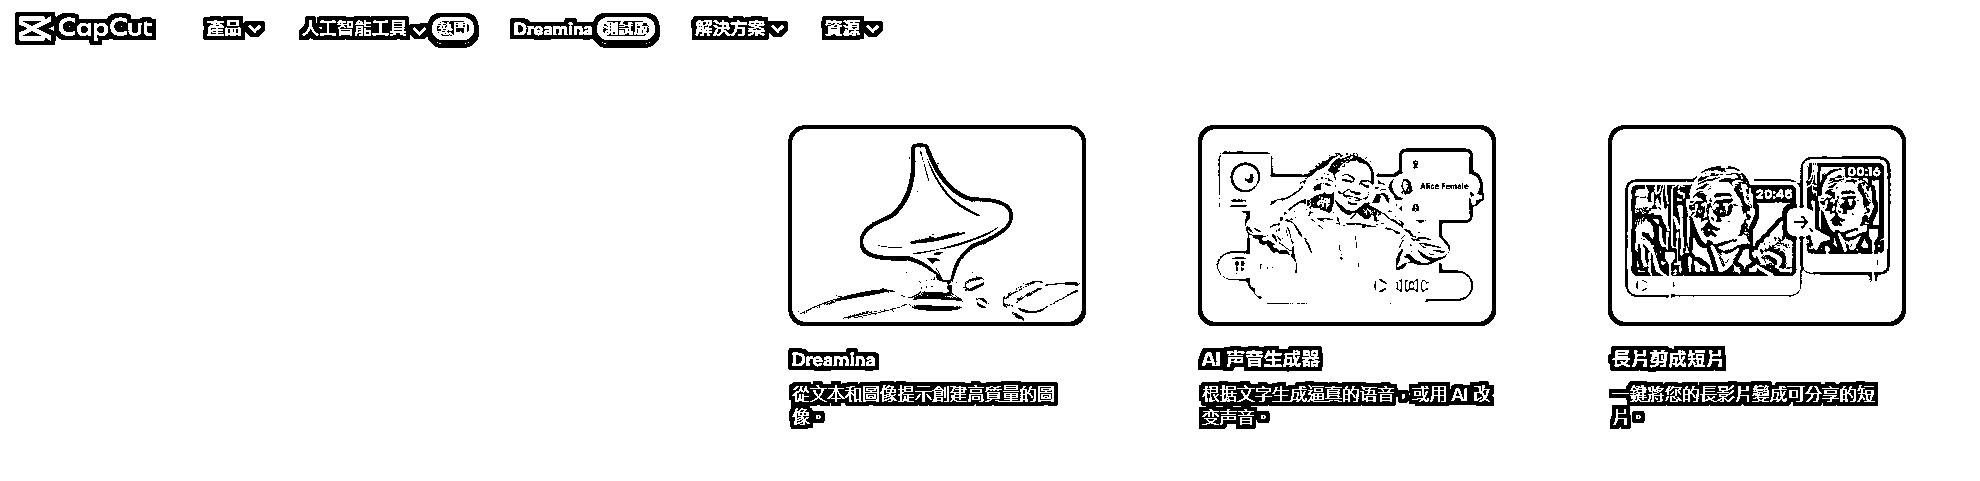 CapCut 產品 人工智能工具 熱門 Dreamina 測試版 解決方案 資源
Alice Female
20:48
00:16
Dreamina
從文本和圖像提示創建高質量的圖
像。
AI 声音生成器
根据文字生成逼真的语音，或用 AI 改
变声音。
長片剪成短片
一鍵將您的長影片變成可分享的短
片。